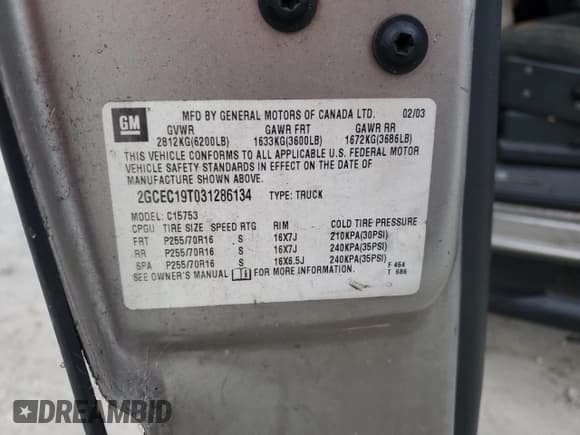 GM
MFD BY GENERAL MOTORS OF CANADA LTD. 02/03
GVWR GAWR FRT GAWR RR
2812KG(6200LB) 1633KG(3600LB) 1672KG(3686LB)
THIS VEHICLE CONFORMS TO ALL APPLICABLE U.S. FEDERAL MOTOR
VEHICLE SAFETY STANDARDS IN EFFECT ON THE DATE OF
MANUFACTURE SHOWN ABOVE.
2GCEC19T031286134 TYPE: TRUCK
MODEL: C15753
CPGU TIRE SIZE SPEED RTG RIM COLD TIRE PRESSURE
FRT P255/70R16 S 16X7J 210KPA(30PSI)
RR P255/70R16 S 16X7J 240KPA(35PSI)
SPA P255/70R16 S 16X6.5J 240KPA(35PSI)
SEE OWNER'S MANUAL FOR MORE INFORMATION.
F 464
T 686
DREAMBID